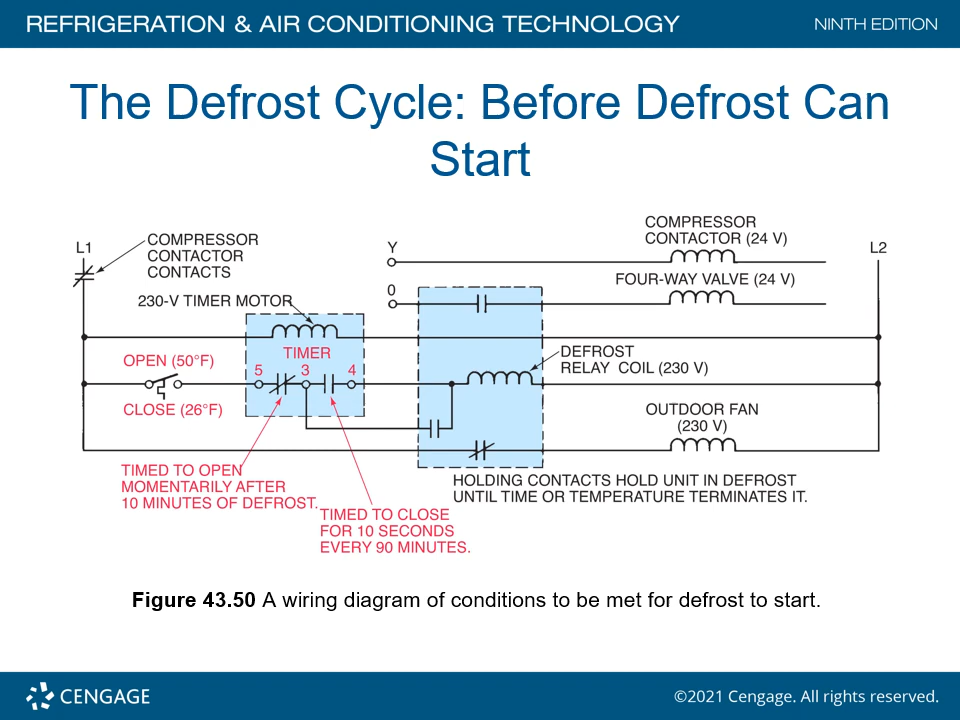 REFRIGERATION & AIR CONDITIONING TECHNOLOGY
NINTH EDITION
The Defrost Cycle: Before Defrost Can
Start
L1
COMPRESSOR
CONTACTOR
CONTACTS
Y
COMPRESSOR
CONTACTOR (24 V)
L2
0
FOUR-WAY VALVE (24 V)
230-V TIMER MOTOR
TIMER
OPEN (50°F)
5
3
4
DEFROST
RELAY COIL (230 V)
CLOSE (26°F)
OUTDOOR FAN
(230 V)
TIMED TO OPEN
MOMENTARILY AFTER
10 MINUTES OF DEFROST.
HOLDING CONTACTS HOLD UNIT IN DEFROST
UNTIL TIME OR TEMPERATURE TERMINATES IT.
TIMED TO CLOSE
FOR 10 SECONDS
EVERY 90 MINUTES.
Figure 43.50 A wiring diagram of conditions to be met for defrost to start.
CENGAGE
©2021 Cengage. All rights reserved.